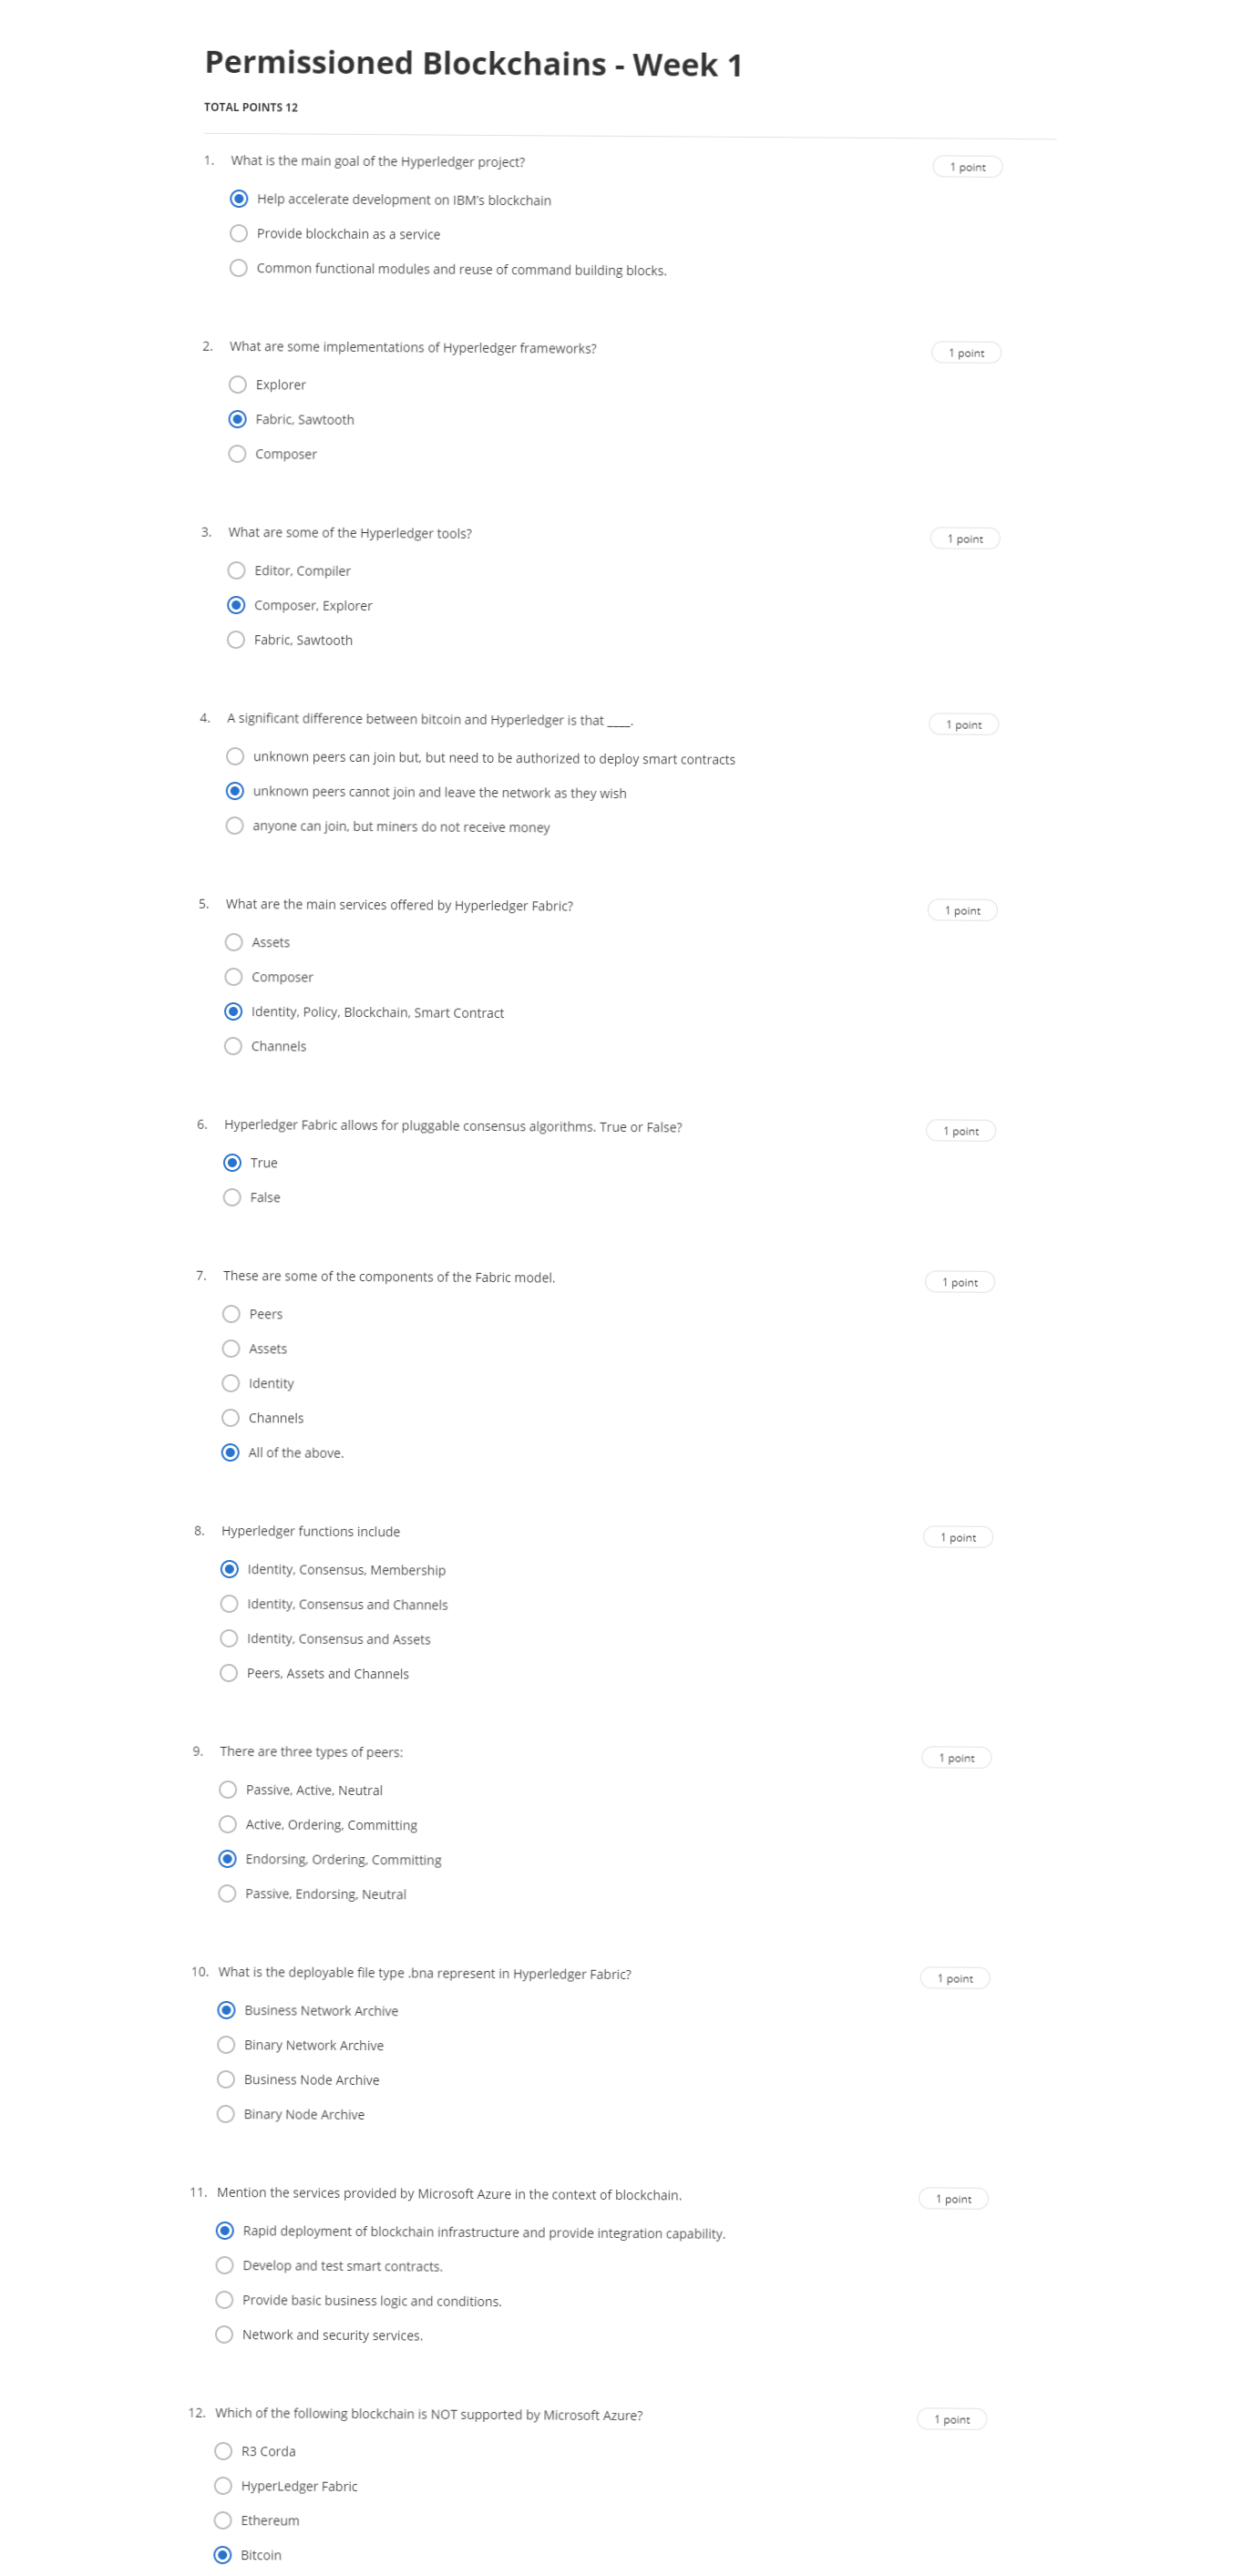 Permissioned Blockchains - Week 1
TOTAL POINTS 12
1. What is the main goal of the Hyperledger project? 1 point
Help accelerate development on IBM's blockchain
Provide blockchain as a service
Common functional modules and reuse of command building blocks.
2. What are some implementations of Hyperledger frameworks? 1 point
Explorer
Fabric, Sawtooth
Composer
3. What are some of the Hyperledger tools? 1 point
Editor, Compiler
Composer, Explorer
Fabric, Sawtooth
4. A significant difference between bitcoin and Hyperledger is that ____. 1 point
unknown peers can join but, but need to be authorized to deploy smart contracts
unknown peers cannot join and leave the network as they wish
anyone can join, but miners do not receive money
5. What are the main services offered by Hyperledger Fabric? 1 point
Assets
Composer
Identity, Policy, Blockchain, Smart Contract
Channels
6. Hyperledger Fabric allows for pluggable consensus algorithms. True or False? 1 point
True
False
7. These are some of the components of the Fabric model. 1 point
Peers
Assets
Identity
Channels
All of the above.
8. Hyperledger functions include 1 point
Identity, Consensus, Membership
Identity, Consensus and Channels
Identity, Consensus and Assets
Peers, Assets and Channels
9. There are three types of peers: 1 point
Passive, Active, Neutral
Active, Ordering, Committing
Endorsing, Ordering, Committing
Passive, Endorsing, Neutral
10. What is the deployable file type .bna represent in Hyperledger Fabric? 1 point
Business Network Archive
Binary Network Archive
Business Node Archive
Binary Node Archive
11. Mention the services provided by Microsoft Azure in the context of blockchain. 1 point
Rapid deployment of blockchain infrastructure and provide integration capability.
Develop and test smart contracts.
Provide basic business logic and conditions.
Network and security services.
12. Which of the following blockchain is NOT supported by Microsoft Azure? 1 point
R3 Corda
HyperLedger Fabric
Ethereum
Bitcoin